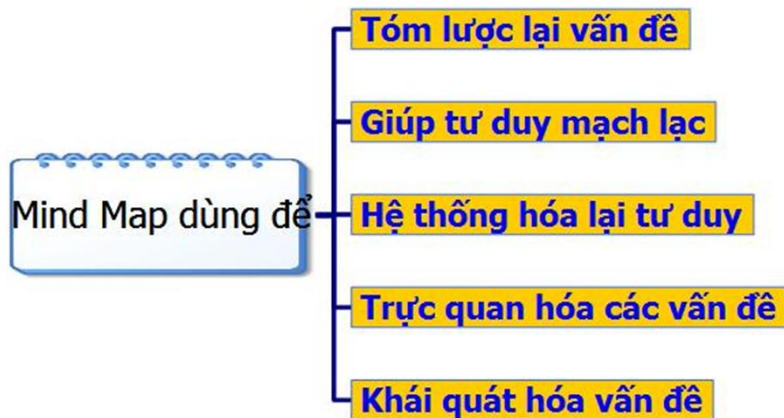 Mind Map dùng để
Tóm lược lại vấn đề
Giúp tư duy mạch lạc
Hệ thống hóa lại tư duy
Trực quan hóa các vấn đề
Khái quát hóa vấn đề